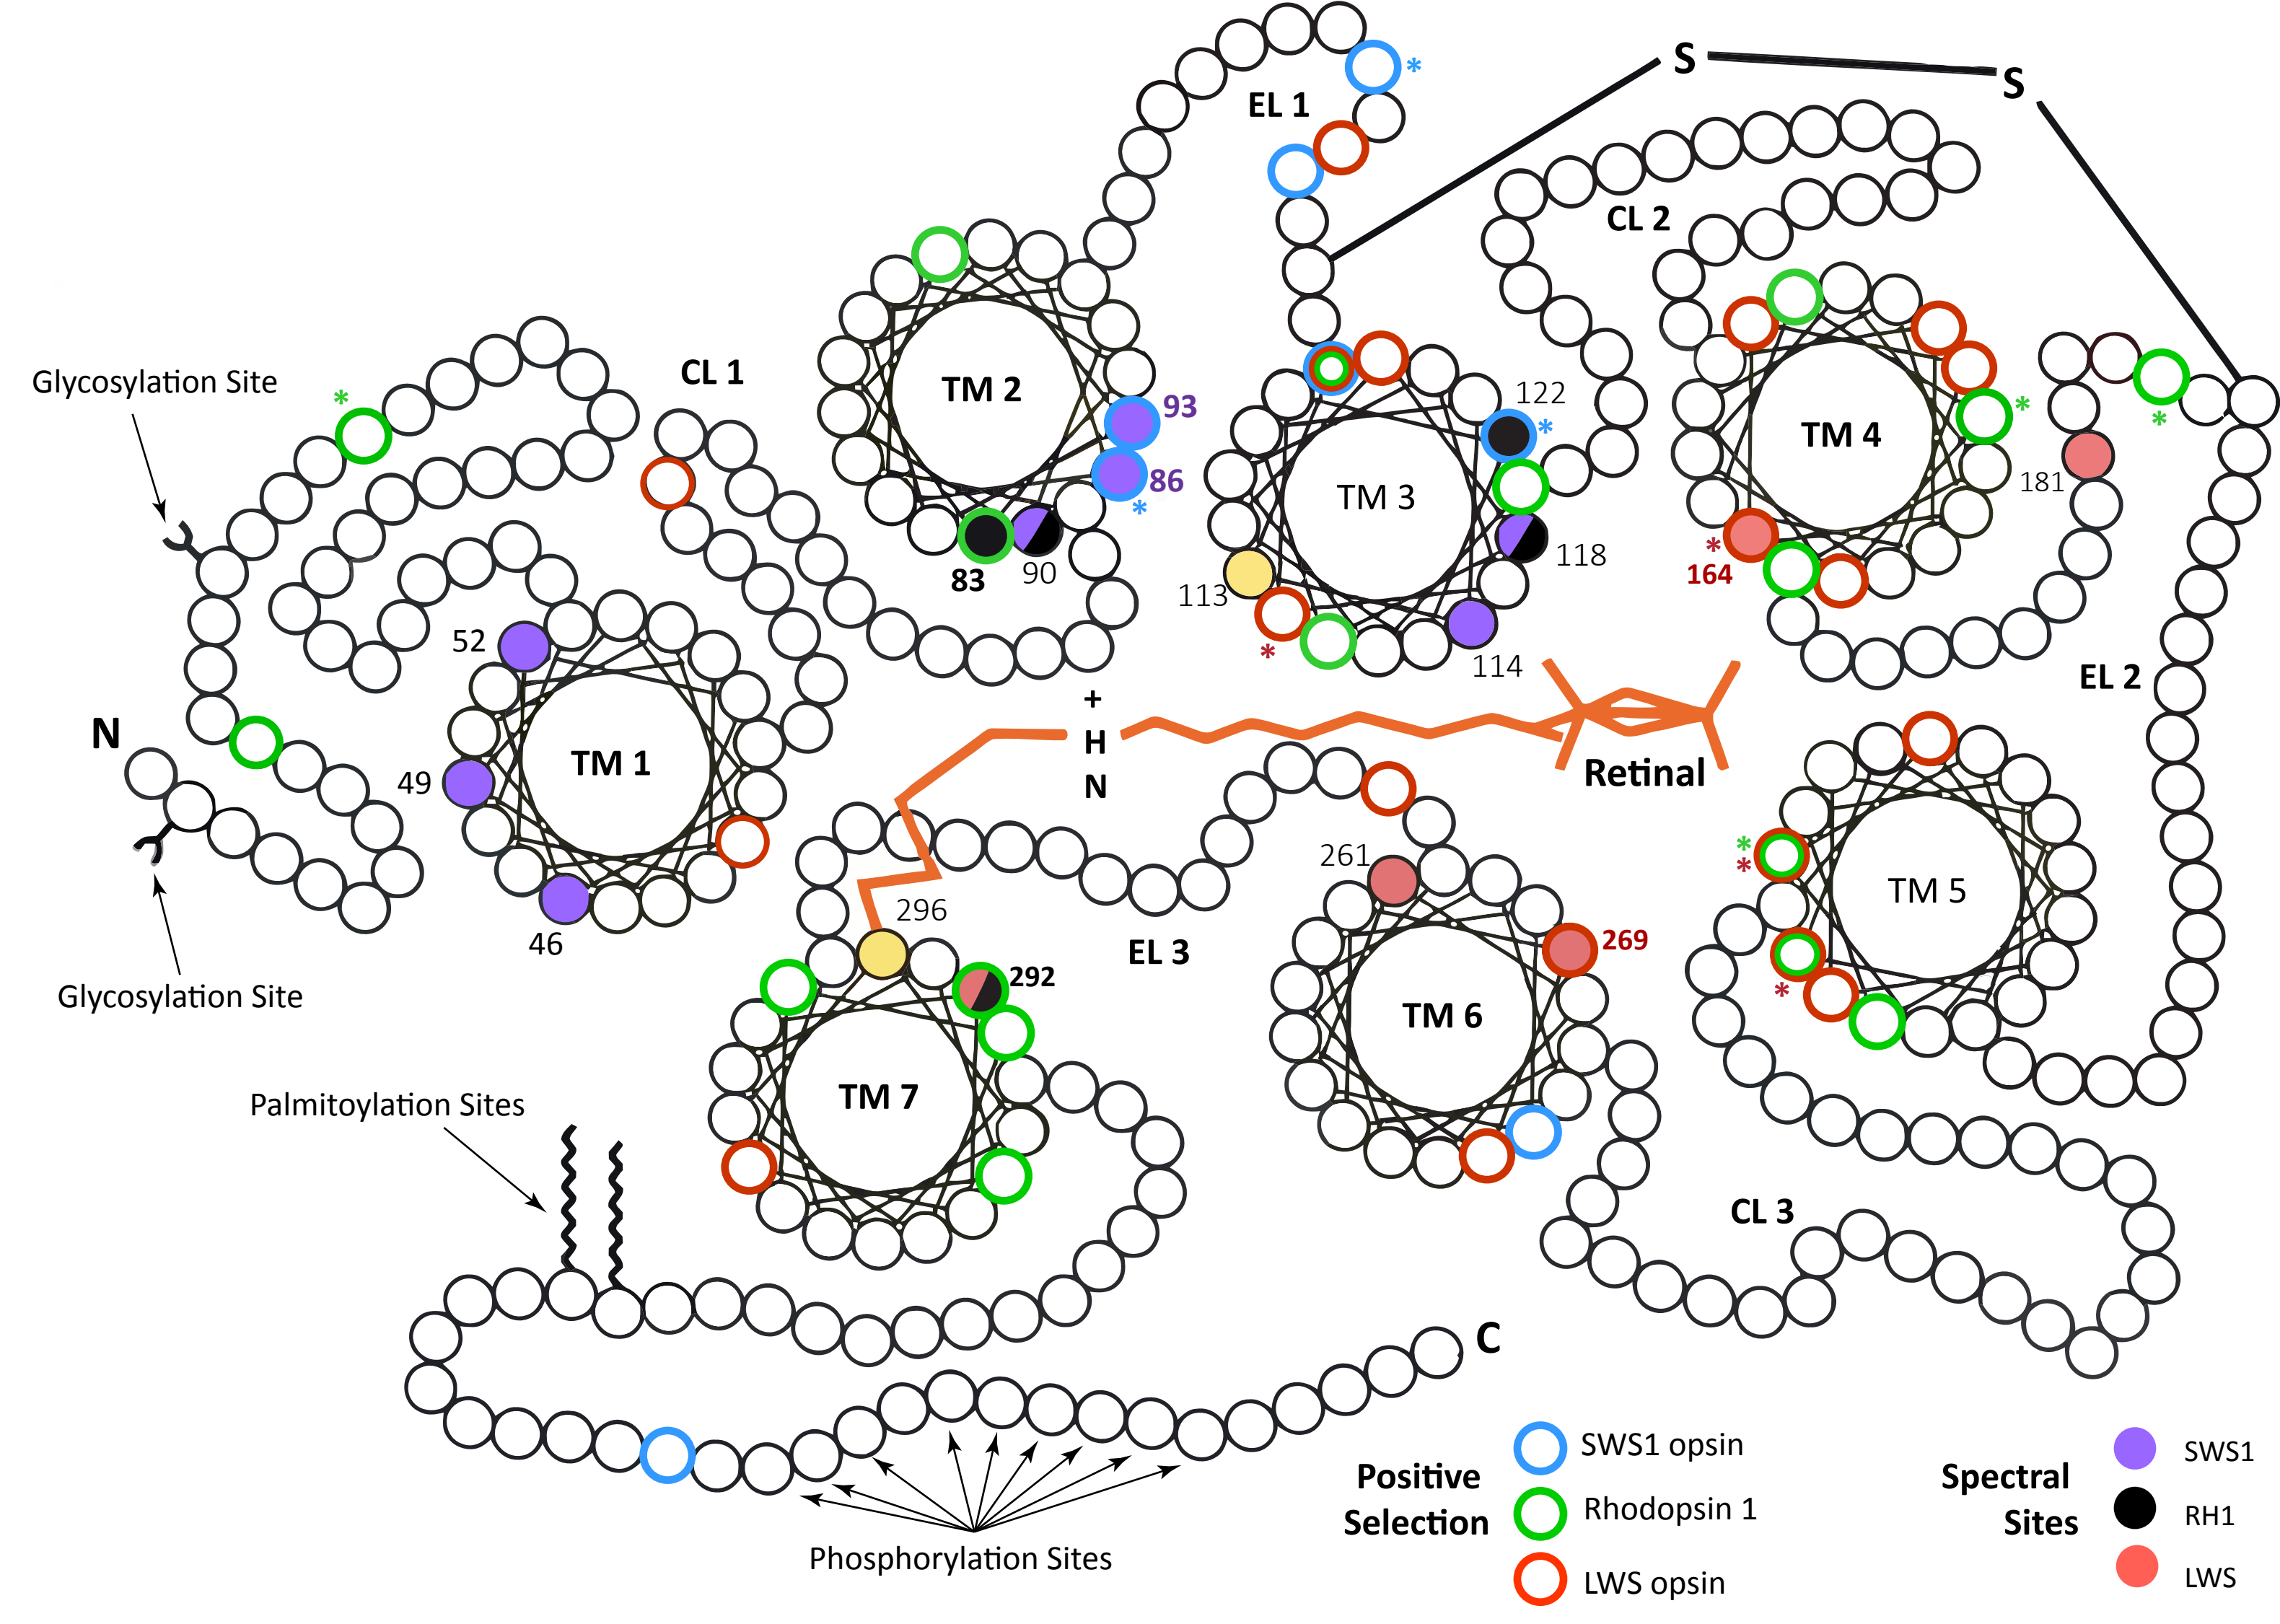 S
S
*
EL 1
CL 2
Glycosylation Site
*
CL 1
TM 2
93
86
*
83
90
122
*
TM 3
113
118
*
114
TM 4
*
*
181
*
164
52
N
TM 1
49
46
+
H
N
Retinal
EL 2
*
*
TM 5
*
261
269
296
EL 3
292
TM 6
Glycosylation Site
TM 7
Palmitoylation Sites
CL 3
C
Phosphorylation Sites
Positive
Selection
SWS1 opsin
Rhodopsin 1
LWS opsin
Spectral
Sites
SWS1
RH1
LWS